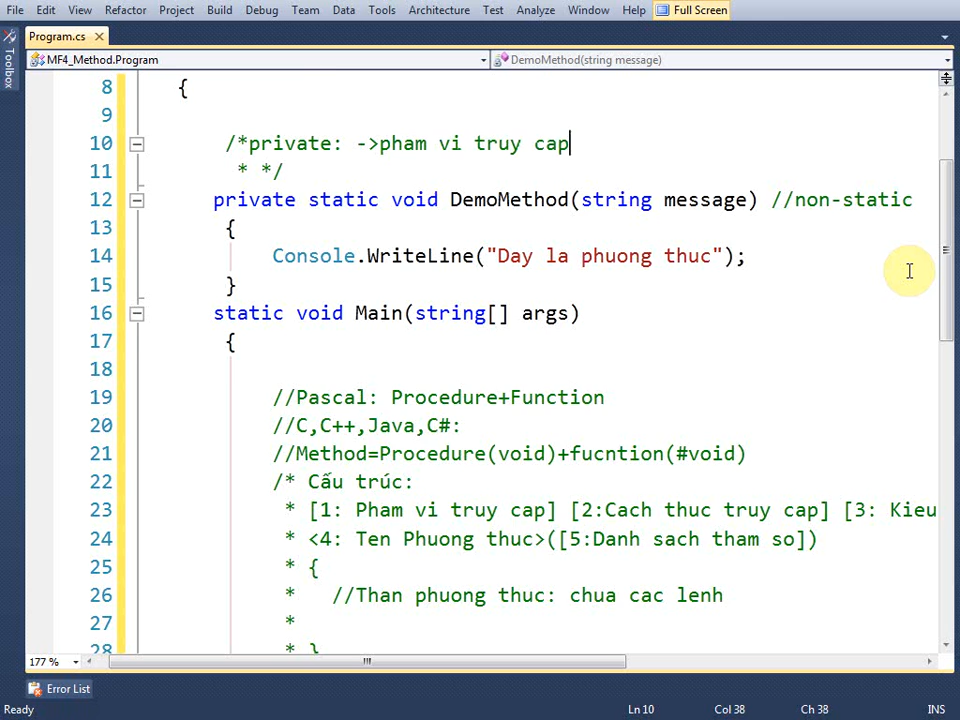 File Edit View Refactor Project Build Debug Team Data Tools Architecture Test Analyze Window Help Full Screen
Program.cs
Toolbox
MF4_Method.Program DemoMethod(string message)
8 {
9
10 /*private: ->pham vi truy cap
11 * */
12 private static void DemoMethod(string message) //non-static
13 {
14 Console.WriteLine("Day la phuong thuc");
15 }
16 static void Main(string[] args)
17 {
18
19 //Pascal: Procedure+Function
20 //C,C++,Java,C#:
21 //Method=Procedure(void)+fucntion(#void)
22 /* Cấu trúc:
23 * [1: Pham vi truy cap] [2:Cach thuc truy cap] [3: Kieu
24 * <4: Ten Phuong thuc>([5:Danh sach tham so])
25 * {
26 * //Than phuong thuc: chua cac lenh
27 *
28 * }
177 %
Error List
Ready Ln 10 Col 38 Ch 38 INS